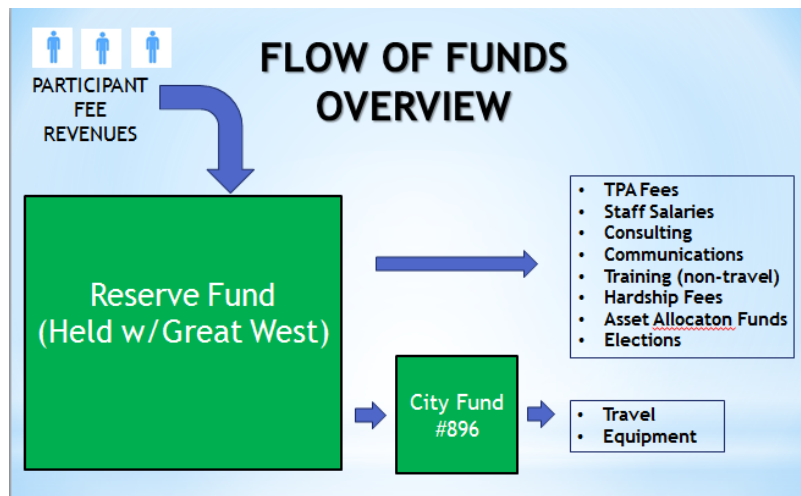 FLOW OF FUNDS
OVERVIEW
PARTICIPANT
FEE
REVENUES
Reserve Fund
(Held w/Great West)
• TPA Fees
• Staff Salaries
• Consulting
• Communications
• Training (non-travel)
• Hardship Fees
• Asset Allocaton Funds
• Elections
City Fund
#896
• Travel
• Equipment